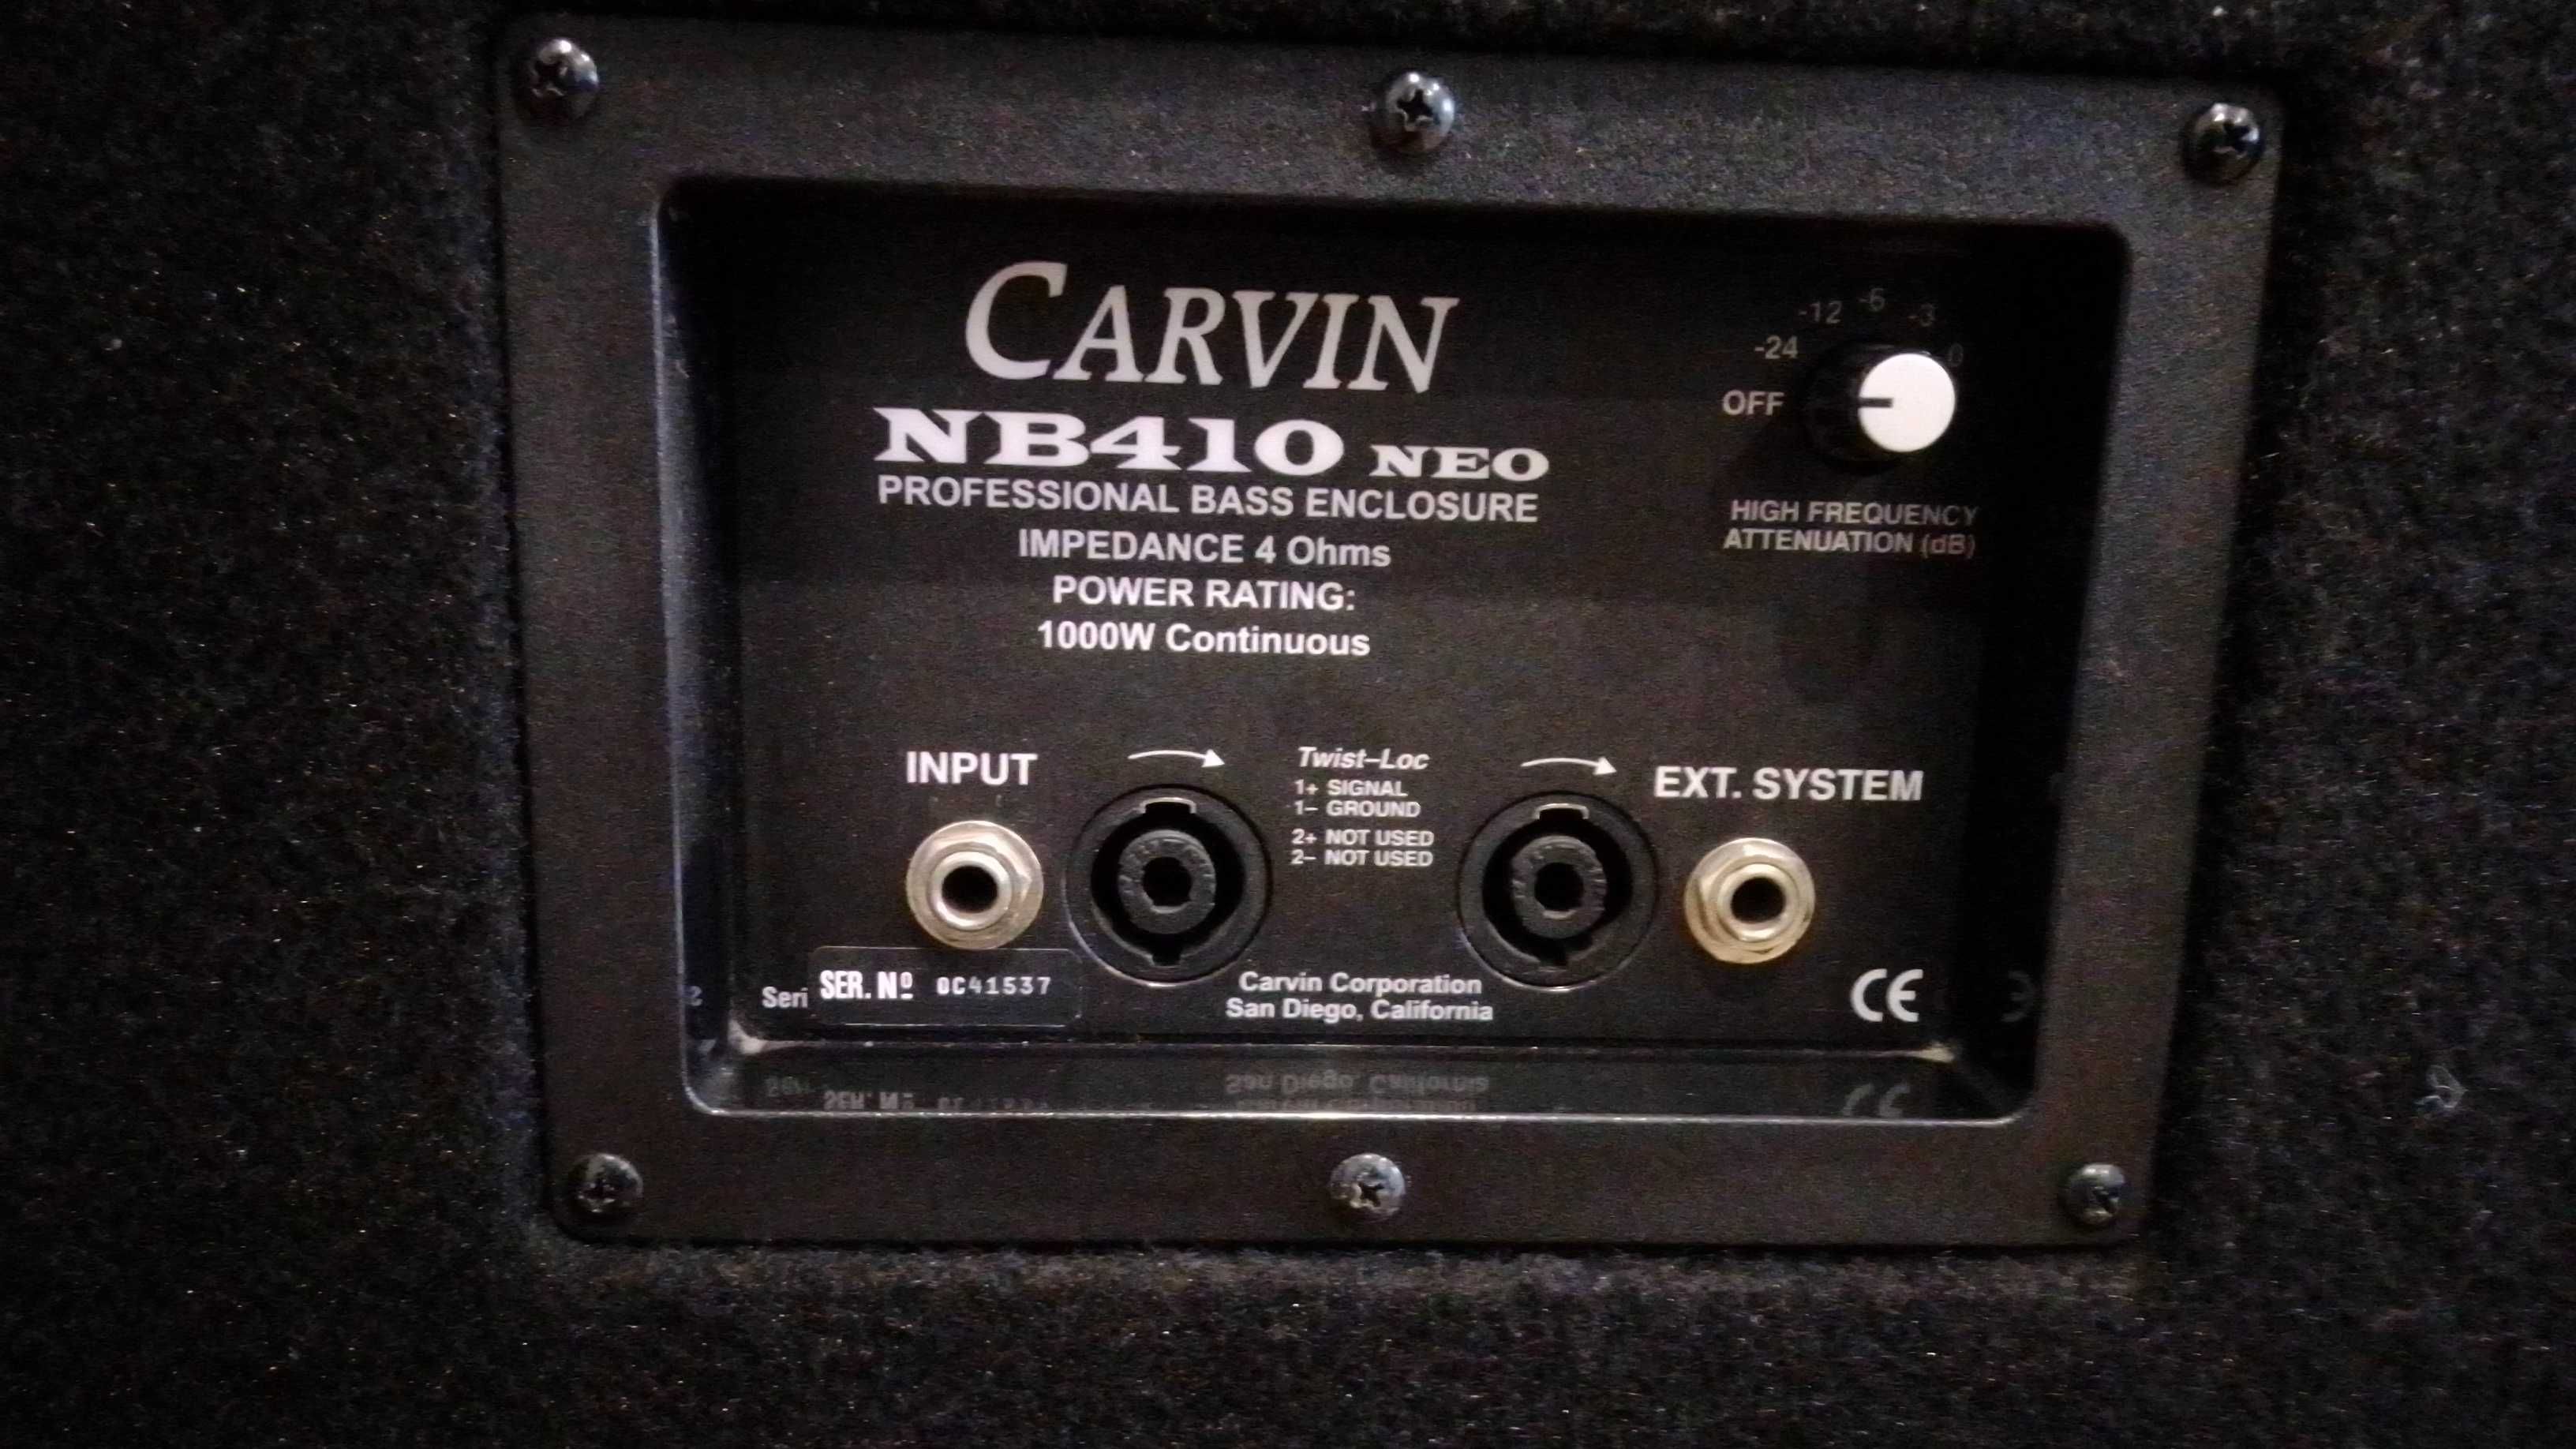 CARVIN
NB410 NEO
PROFESSIONAL BASS ENCLOSURE
IMPEDANCE 4 Ohms
POWER RATING:
1000W Continuous
-24 -12 -6 -3 0
OFF
HIGH FREQUENCY
ATTENUATION (dB)
INPUT
Twist-Loc
1+ SIGNAL
1- GROUND
2+ NOT USED
2- NOT USED
EXT. SYSTEM
Seri
SER. Nº 0C41537
Carvin Corporation
San Diego, California
CE